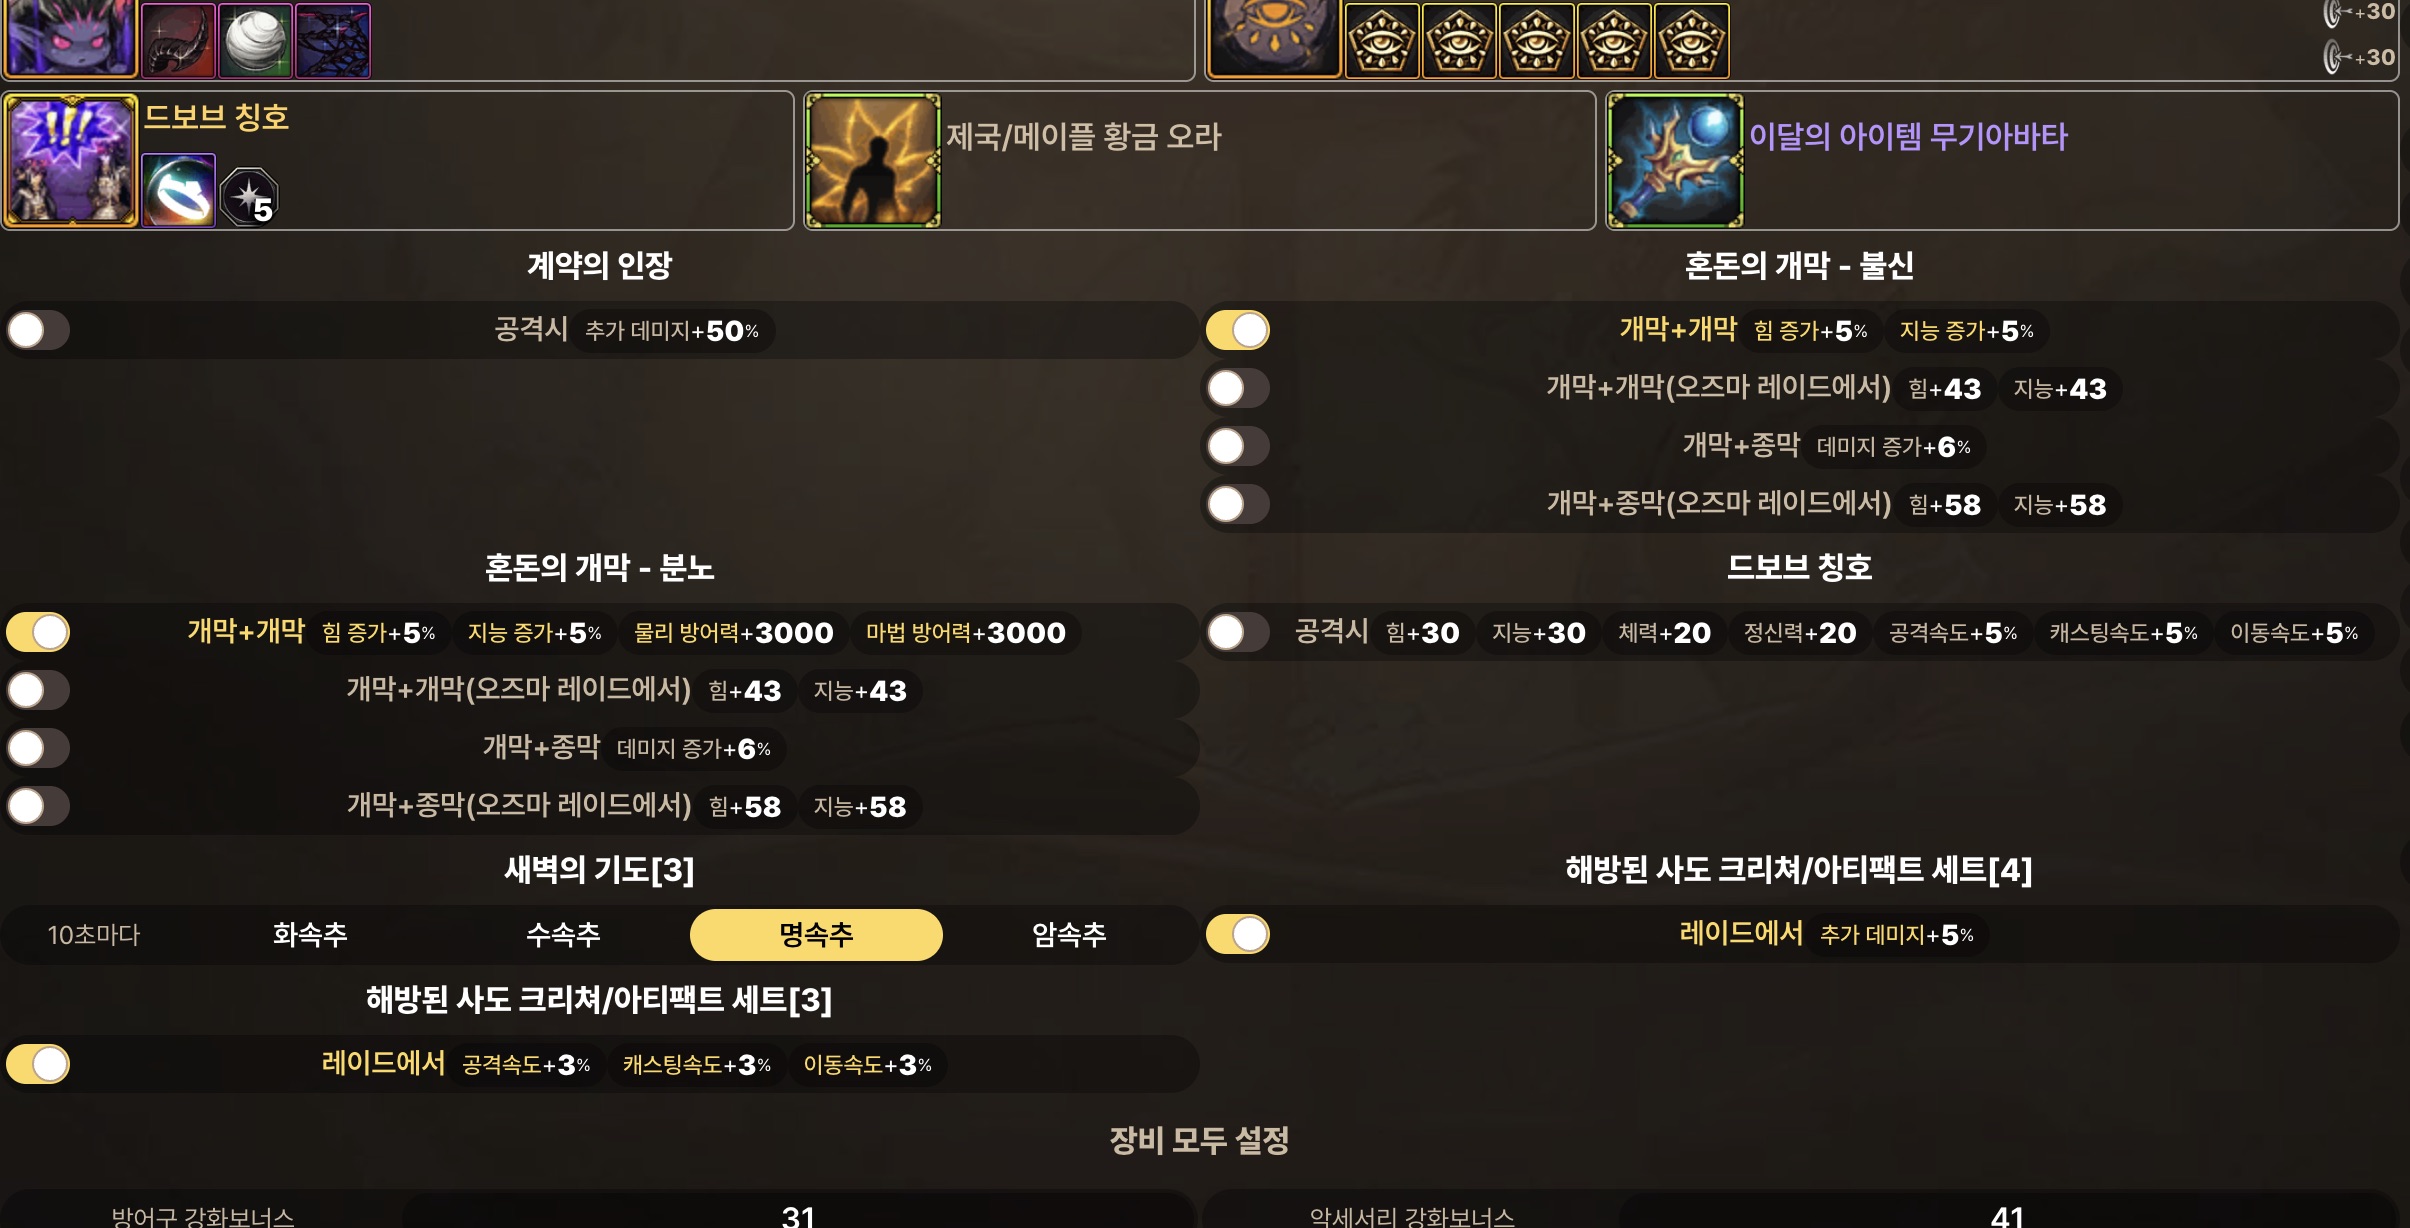 +30
+30
드보브 칭호
5
제국/메이플 황금 오라
이달의 아이템 무기아바타
계약의 인장
공격시 추가 데미지+50%
혼돈의 개막 - 불신
개막+개막 힘 증가+5% 지능 증가+5%
개막+개막(오즈마 레이드에서) 힘+43 지능+43
개막+종막 데미지 증가+6%
개막+종막(오즈마 레이드에서) 힘+58 지능+58
혼돈의 개막 - 분노
개막+개막 힘 증가+5% 지능 증가+5% 물리 방어력+3000 마법 방어력+3000
개막+개막(오즈마 레이드에서) 힘+43 지능+43
개막+종막 데미지 증가+6%
개막+종막(오즈마 레이드에서) 힘+58 지능+58
드보브 칭호
공격시 힘+30 지능+30 체력+20 정신력+20 공격속도+5% 캐스팅속도+5% 이동속도+5%
새벽의 기도[3]
10초마다 화속추 수속추 명속추 암속추
해방된 사도 크리쳐/아티팩트 세트[4]
레이드에서 추가 데미지+5%
해방된 사도 크리쳐/아티팩트 세트[3]
레이드에서 공격속도+3% 캐스팅속도+3% 이동속도+3%
장비 모두 설정
방어구 강화보너스 31
악세서리 강화보너스 41